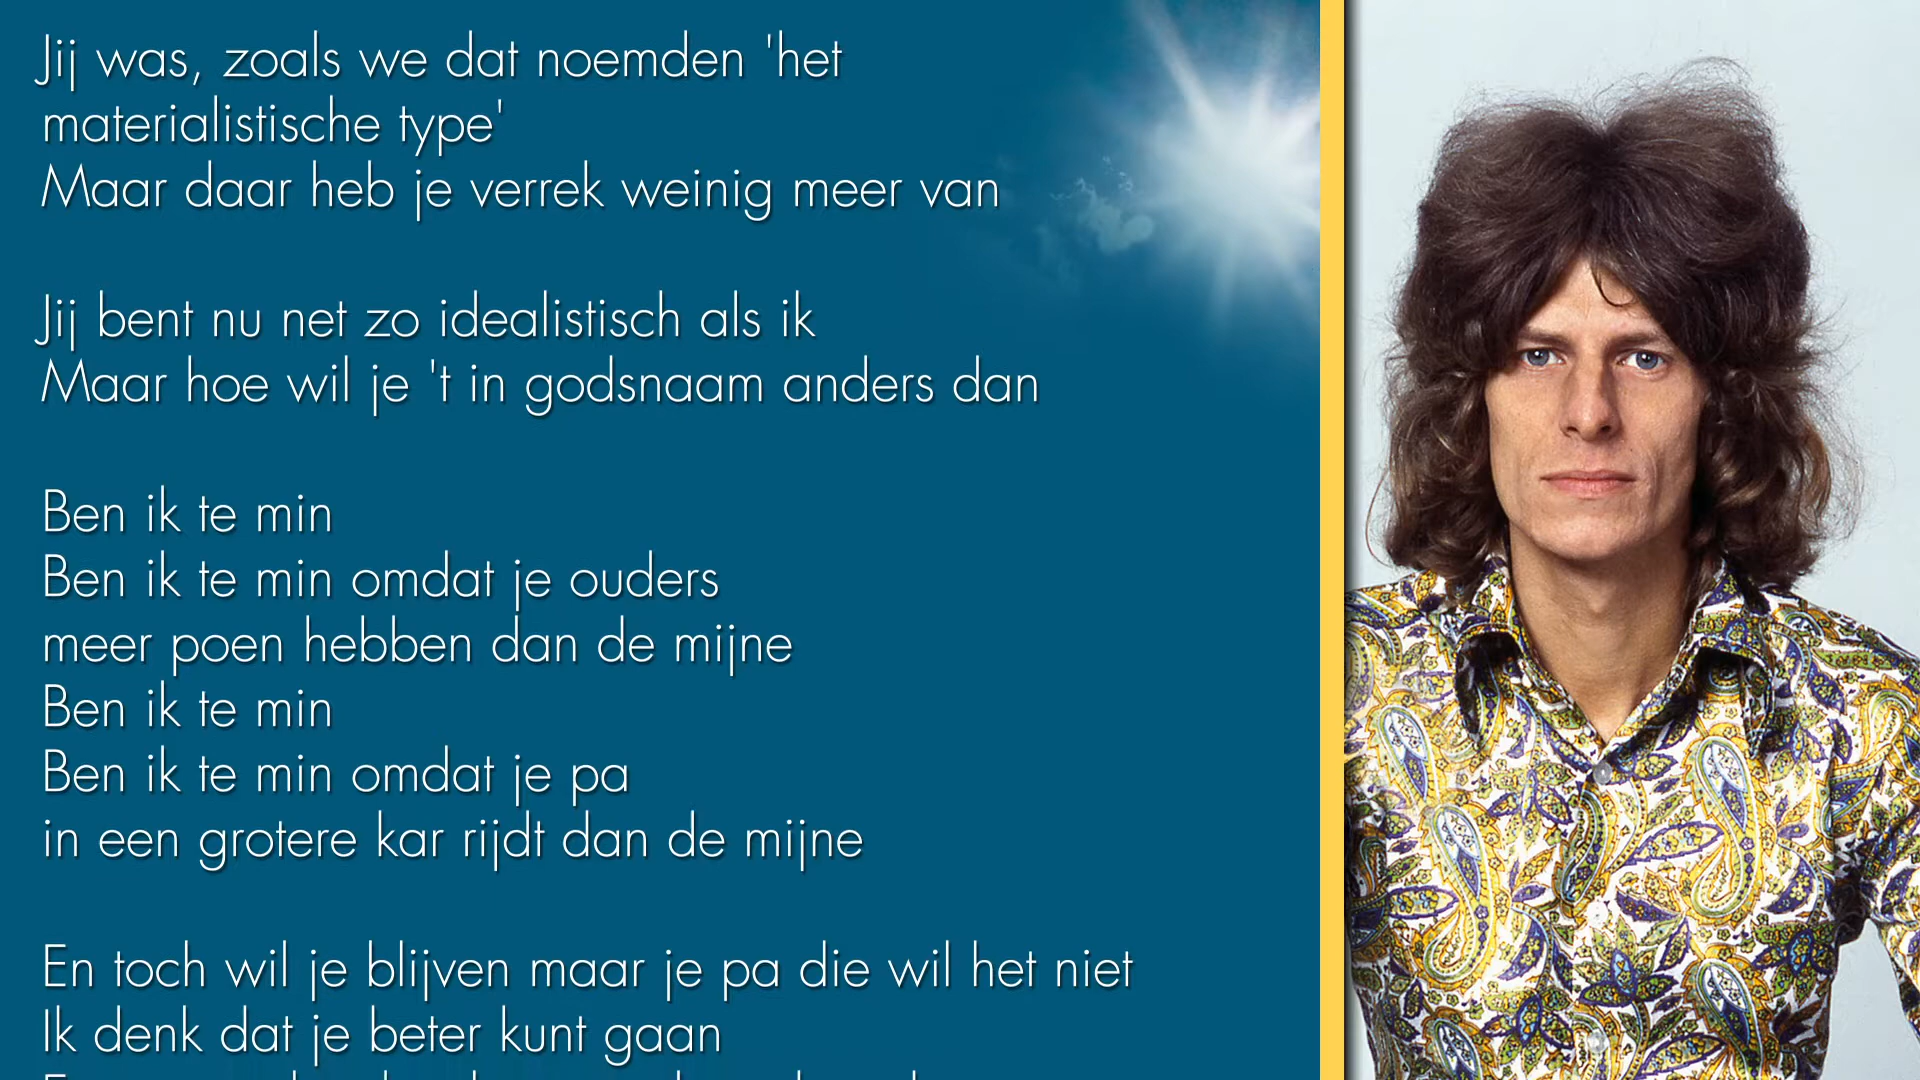 Jij was, zoals we dat noemden 'het
materialistische type'
Maar daar heb je verrek weinig meer van
Jij bent nu net zo idealistisch als ik
Maar hoe wil je 't in godsnaam anders dan
Ben ik te min
Ben ik te min omdat je ouders
meer poen hebben dan de mijne
Ben ik te min
Ben ik te min omdat je pa
in een grotere kar rijdt dan de mijne
En toch wil je blijven maar je pa die wil het niet
Ik denk dat je beter kunt gaan